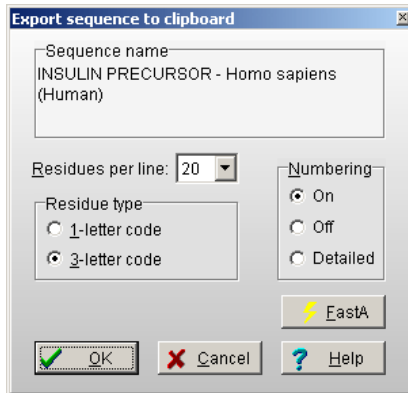 Export sequence to clipboard
Sequence name
INSULIN PRECURSOR - Homo sapiens
(Human)
Residues per line: 20
Numbering
On
Off
Detailed
Residue type
1-letter code
3-letter code
FastA
OK
Cancel
Help